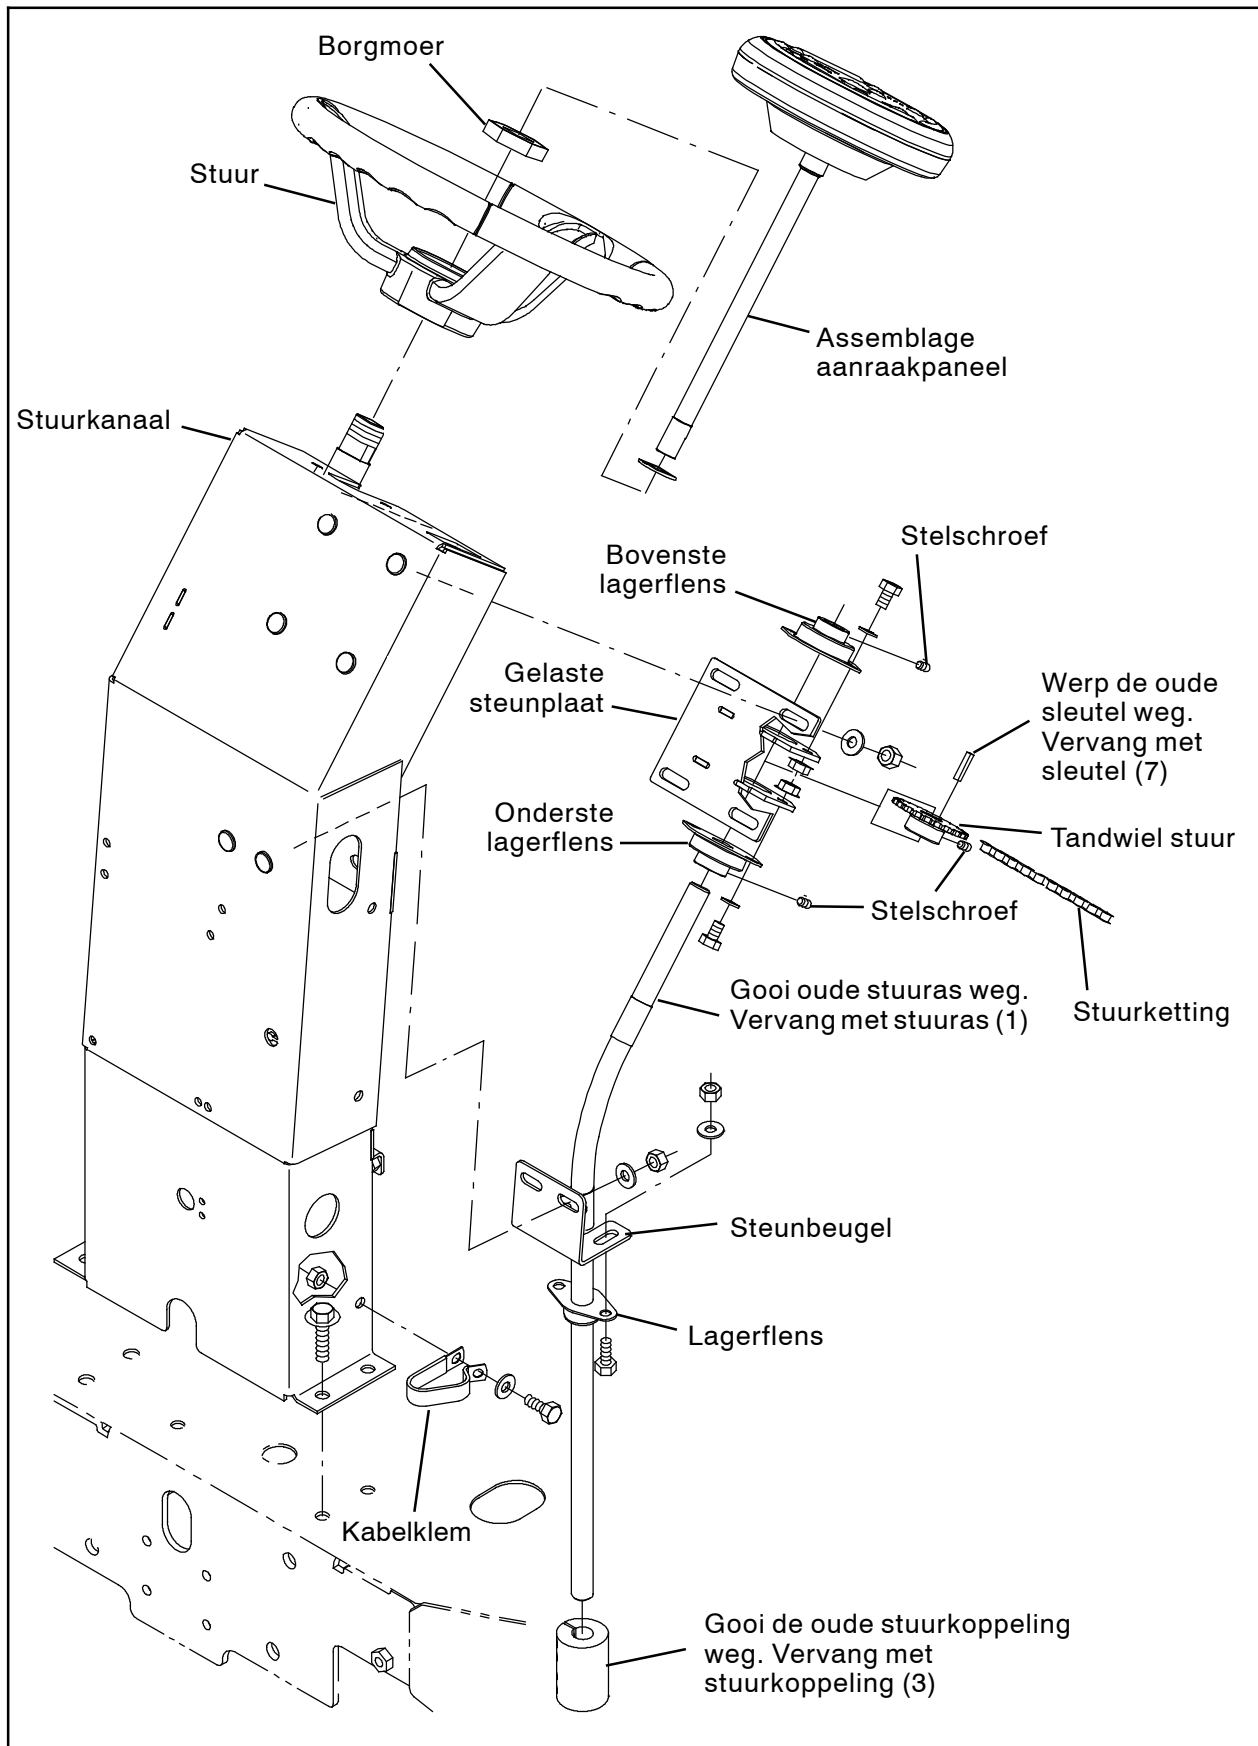 Borgmoer
Stuur
Assemblage
aanraakpaneel
Stuurkanaal
Stelschroef
Bovenste
lagerflens
Gelaste
steunplaat
Werp de oude
sleutel weg.
Vervang met
sleutel (7)
Onderste
lagerflens
Tandwiel stuur
Stelschroef
Gooi oude stuuras weg.
Vervang met stuuras (1)
Stuurketting
Steunbeugel
Lagerflens
Kabelklem
Gooi de oude stuurkoppeling
weg. Vervang met
stuurkoppeling (3)